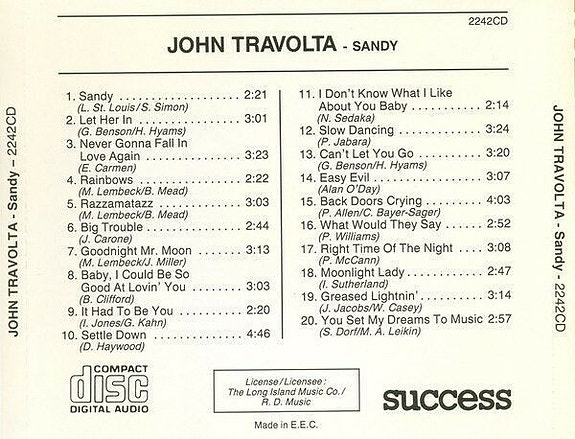 2242CD
JOHN TRAVOLTA - SANDY
1. Sandy .................... 2:21
(L. St. Louis/S. Simon)
2. Let Her In ................ 3:01
(G. Benson/H. Hyams)
3. Never Gonna Fall In
Love Again ............... 3:23
(E. Carmen)
4. Rainbows ................ 2:22
(M. Lembeck/B. Mead)
5. Razzamatazz ............. 3:03
(M. Lembeck/B. Mead)
6. Big Trouble ............... 2:44
(J. Carone)
7. Goodnight Mr. Moon ....... 3:13
(M. Lembeck/J. Miller)
8. Baby, I Could Be So
Good At Lovin' You ........ 3:03
(B. Clifford)
9. It Had To Be You .......... 2:20
(I. Jones/G. Kahn)
10. Settle Down .............. 4:46
(D. Haywood)
11. I Don't Know What I Like
About You Baby ........... 2:14
(N. Sedaka)
12. Slow Dancing ............. 3:24
(P. Jabara)
13. Can't Let You Go .......... 3:20
(G. Benson/H. Hyams)
14. Easy Evil ................. 3:07
(Alan O'Day)
15. Back Doors Crying ........ 4:03
(P. Allen/C. Bayer-Sager)
16. What Would They Say ..... 2:52
(P. Williams)
17. Right Time Of The Night ... 3:08
(P. McCann)
18. Moonlight Lady ........... 2:47
(I. Sutherland)
19. Greased Lightnin' ......... 3:14
(J. Jacobs/W. Casey)
20. You Set My Dreams To Music 2:57
(S. Dorf/M. A. Leikin)
JOHN TRAVOLTA - Sandy - 2242CD
JOHN TRAVOLTA - Sandy - 2242CD
COMPACT
disc
DIGITAL AUDIO
License/Licensee:
The Long Island Music Co./
R. D. Music
Made in E.E.C.
success